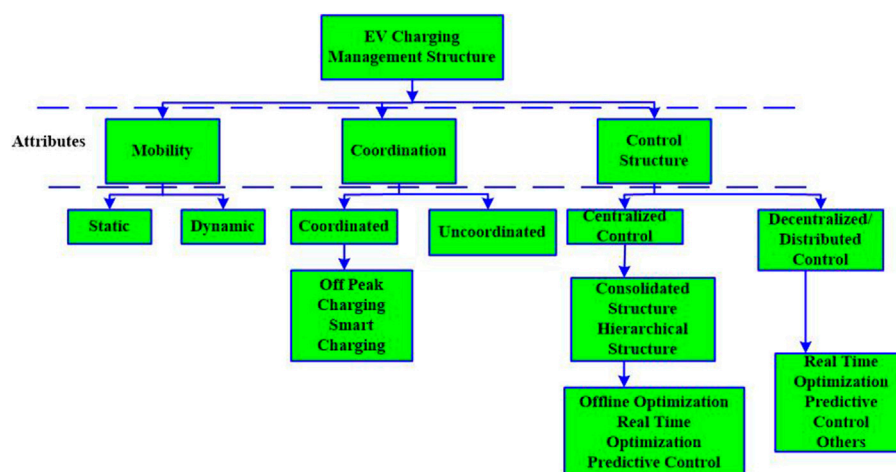 EV Charging
Management Structure
Attributes
Mobility
Coordination
Control
Structure
Static
Dynamic
Coordinated
Uncoordinated
Centralized
Control
Decentralized/
Distributed
Control
Off Peak
Charging
Smart
Charging
Consolidated
Structure
Hierarchical
Structure
Real Time
Optimization
Predictive
Control
Others
Offline Optimization
Real Time
Optimization
Predictive Control